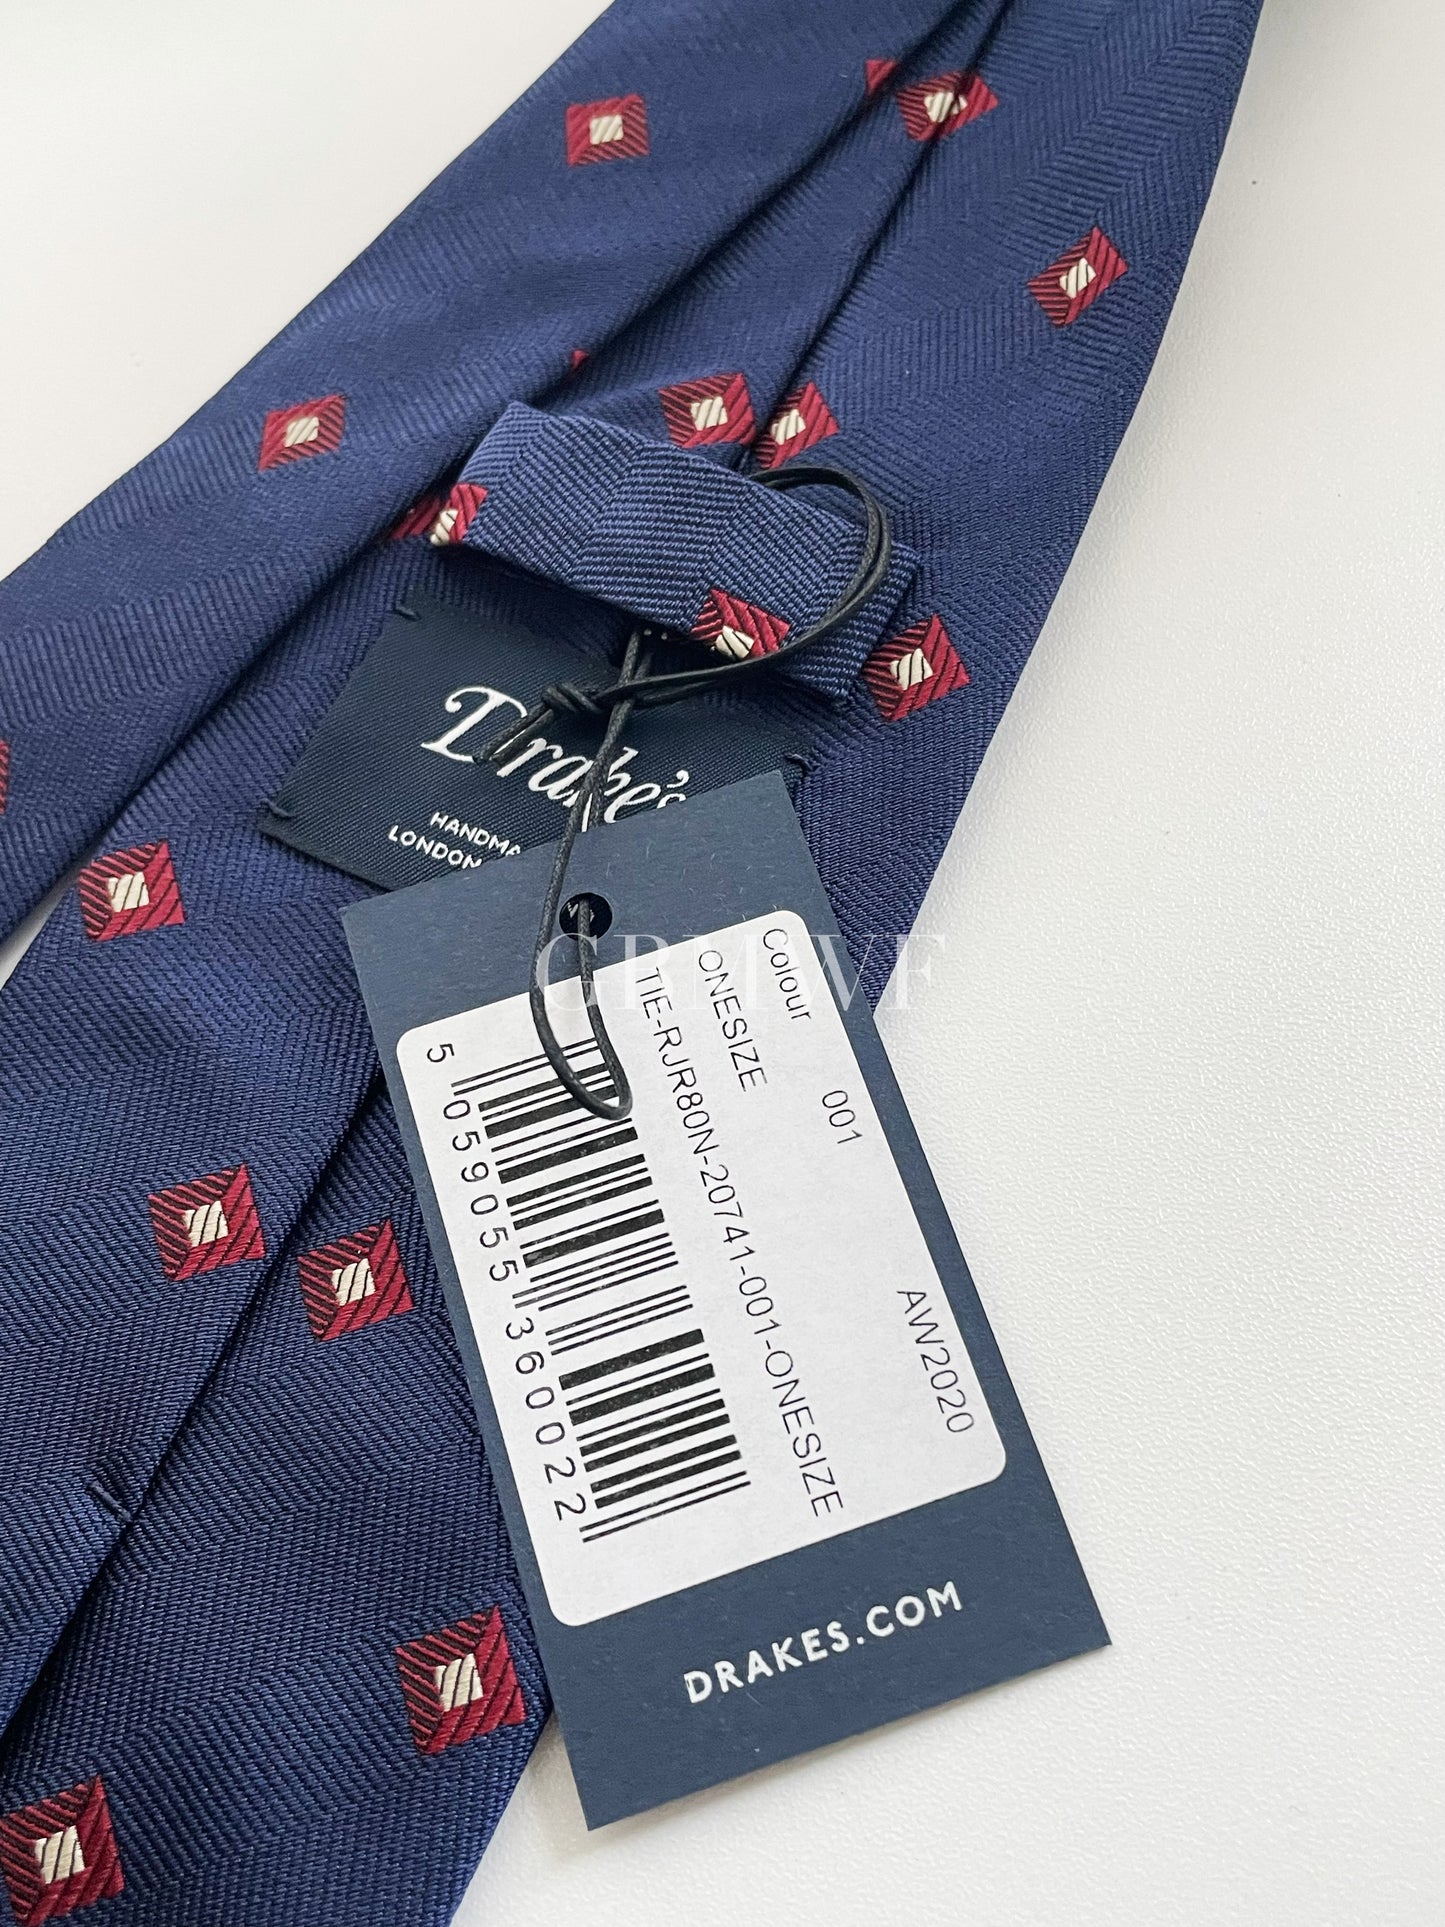 Drake's
HANDMA
LONDON
GRMWF
Colour 001 AW2020
ONESIZE
TIE-RJR80N-20741-001-ONESIZE
5 059055 360022
DRAKES.COM